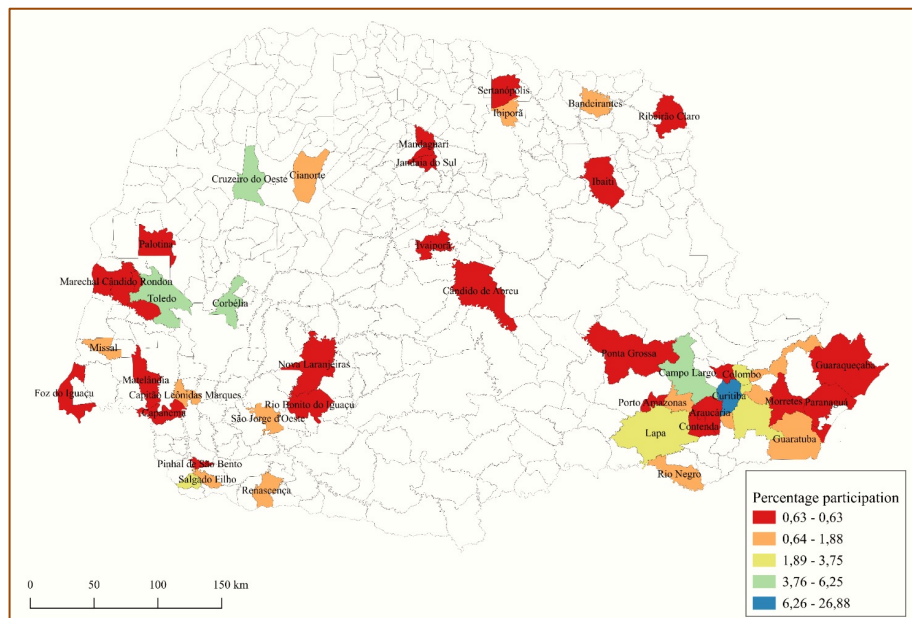 Sertanópolis
Ibiporã
Bandeirantes
Ribeirão Claro
Mandaguari
Jandaia do Sul
Cruzeiro do Oeste
Cianorte
Ibaiti
Palotina
Ivaiporã
Marechal Cândido Rondon
Toledo
Corbélia
Cândido de Abreu
Missal
Nova Laranjeiras
Ponta Grossa
Campo Largo
Colombo
Guaraqueçaba
Matelândia
Foz do Iguaçu
Capitão Leônidas Marques
Capanema
Rio Bonito do Iguaçu
São Jorge d'Oeste
Porto Amazonas
Curitiba
Morretes
Paranaguá
Araucária
Contenda
Lapa
Guaratuba
Pinhal de São Bento
Salgado Filho
Renascença
Rio Negro
Percentage participation
0,63 - 0,63
0,64 - 1,88
1,89 - 3,75
3,76 - 6,25
6,26 - 26,88
0 50 100 150 km